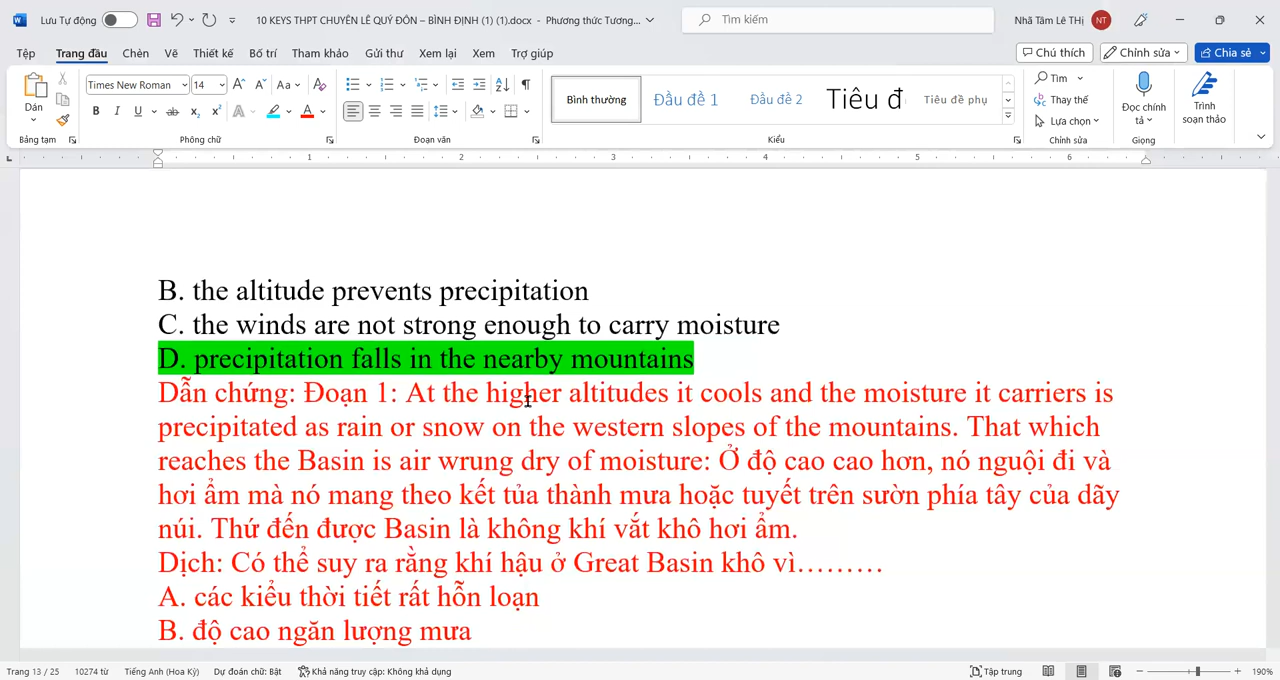 Lưu Tự động
10 KEYS THPT CHUYÊN LÊ QUÝ ĐÔN – BÌNH ĐỊNH (1) (1).docx - Phương thức Tương...
Tìm kiếm
Nhã Tâm Lê THị NT
Tệp Trang đầu Chèn Vẽ Thiết kế Bố trí Tham khảo Gửi thư Xem lại Xem Trợ giúp
Chú thích Chỉnh sửa Chia sẻ
Dán
Times New Roman 14
Bình thường Đầu đề 1 Đầu đề 2 Tiêu đ Tiêu đề phụ
Tìm
Thay thế
Lựa chọn
Đọc chính tả
Trình soạn thảo
Bảng tạm Phông chữ Đoạn văn Kiểu Chỉnh sửa Giọng
1 2 3 4 5 6
B. the altitude prevents precipitation
C. the winds are not strong enough to carry moisture
D. precipitation falls in the nearby mountains
Dẫn chứng: Đoạn 1: At the higher altitudes it cools and the moisture it carriers is
precipitated as rain or snow on the western slopes of the mountains. That which
reaches the Basin is air wrung dry of moisture: Ở độ cao cao hơn, nó nguội đi và
hơi ẩm mà nó mang theo kết tủa thành mưa hoặc tuyết trên sườn phía tây của dãy
núi. Thứ đến được Basin là không khí vắt khô hơi ẩm.
Dịch: Có thể suy ra rằng khí hậu ở Great Basin khô vì.........
A. các kiểu thời tiết rất hỗn loạn
B. độ cao ngăn lượng mưa
Trang 13 / 25 10274 từ Tiếng Anh (Hoa Kỳ) Dự đoán chữ: Bật Khả năng truy cập: Không khả dụng Tập trung 190%